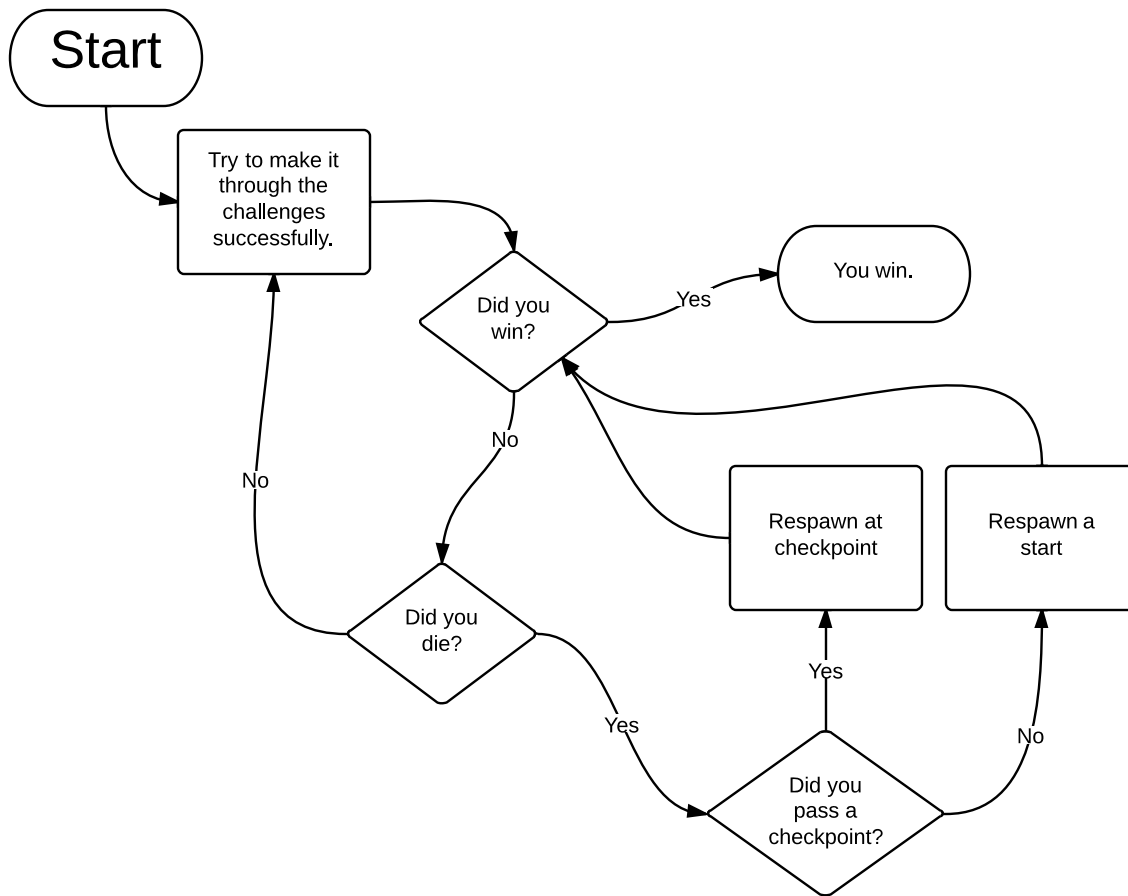 Start
Try to make it
through the
challenges
successfully.
Did you
win?
Yes
You win.
No
No
Respawn at
checkpoint
Respawn a
start
Did you
die?
Yes
Yes
No
Did you
pass a
checkpoint?